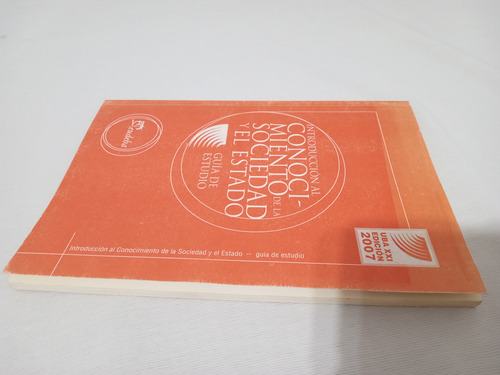 INTRODUCCION AL
CONOCI-
MIENTO DE LA
SOCIEDAD
Y EL ESTADO
GUIA DE
ESTUDIO
Eudeba
UBA XXI
EDICION
2007
Introducción al Conocimiento de la Sociedad y el Estado -- guía de estudio